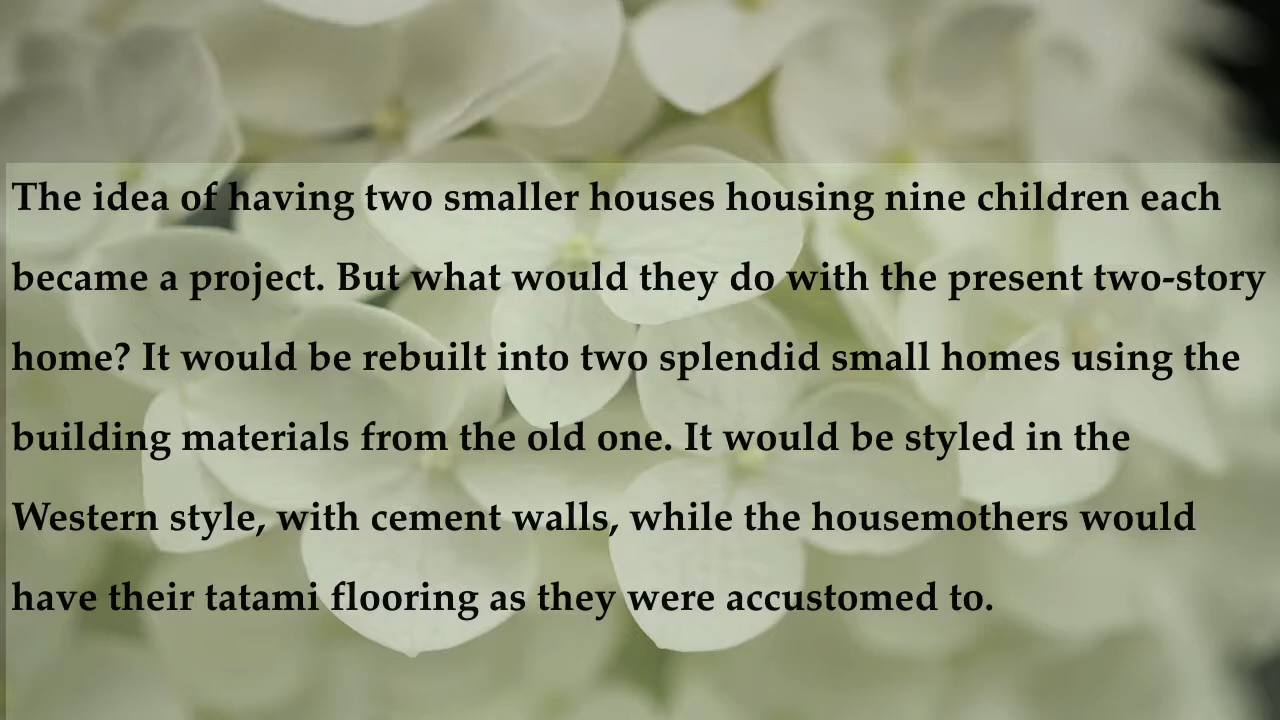 The idea of having two smaller houses housing nine children each
became a project. But what would they do with the present two-story
home? It would be rebuilt into two splendid small homes using the
building materials from the old one. It would be styled in the
Western style, with cement walls, while the housemothers would
have their tatami flooring as they were accustomed to.